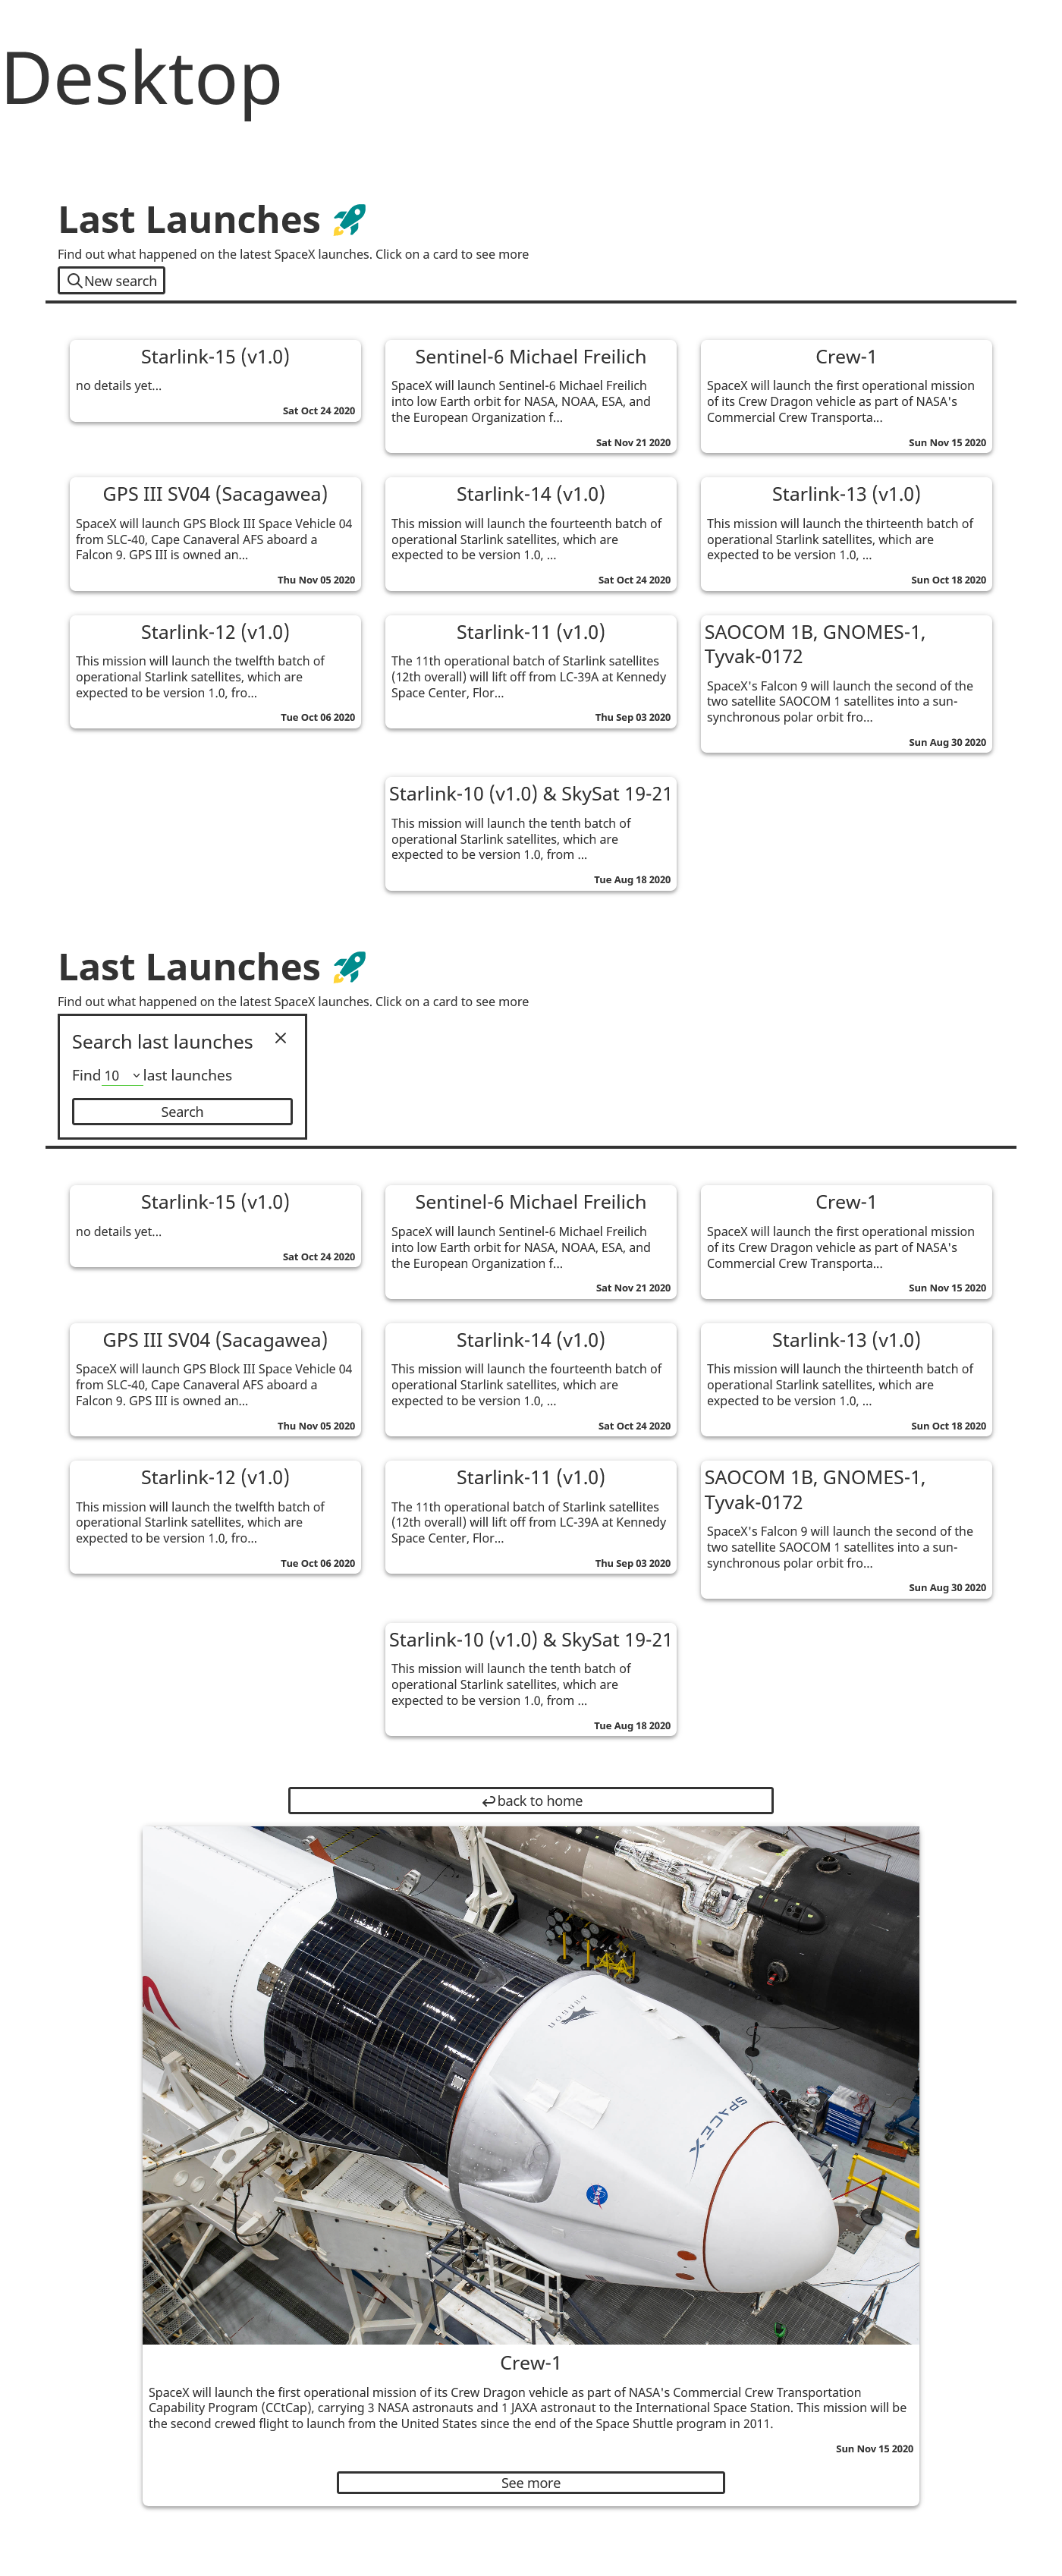 Desktop
Last Launches
Find out what happened on the latest SpaceX launches. Click on a card to see more
New search
Starlink-15 (v1.0)
no details yet...
Sat Oct 24 2020
Sentinel-6 Michael Freilich
SpaceX will launch Sentinel-6 Michael Freilich
into low Earth orbit for NASA, NOAA, ESA, and
the European Organization f...
Sat Nov 21 2020
Crew-1
SpaceX will launch the first operational mission
of its Crew Dragon vehicle as part of NASA's
Commercial Crew Transporta...
Sun Nov 15 2020
GPS III SV04 (Sacagawea)
SpaceX will launch GPS Block III Space Vehicle 04
from SLC-40, Cape Canaveral AFS aboard a
Falcon 9. GPS III is owned an...
Thu Nov 05 2020
Starlink-14 (v1.0)
This mission will launch the fourteenth batch of
operational Starlink satellites, which are
expected to be version 1.0, ...
Sat Oct 24 2020
Starlink-13 (v1.0)
This mission will launch the thirteenth batch of
operational Starlink satellites, which are
expected to be version 1.0, ...
Sun Oct 18 2020
Starlink-12 (v1.0)
This mission will launch the twelfth batch of
operational Starlink satellites, which are
expected to be version 1.0, fro...
Tue Oct 06 2020
Starlink-11 (v1.0)
The 11th operational batch of Starlink satellites
(12th overall) will lift off from LC-39A at Kennedy
Space Center, Flor...
Thu Sep 03 2020
SAOCOM 1B, GNOMES-1,
Tyvak-0172
SpaceX's Falcon 9 will launch the second of the
two satellite SAOCOM 1 satellites into a sun-
synchronous polar orbit fro...
Sun Aug 30 2020
Starlink-10 (v1.0) & SkySat 19-21
This mission will launch the tenth batch of
operational Starlink satellites, which are
expected to be version 1.0, from ...
Tue Aug 18 2020
Last Launches
Find out what happened on the latest SpaceX launches. Click on a card to see more
Search last launches
Find 10 last launches
Search
Starlink-15 (v1.0)
no details yet...
Sat Oct 24 2020
Sentinel-6 Michael Freilich
SpaceX will launch Sentinel-6 Michael Freilich
into low Earth orbit for NASA, NOAA, ESA, and
the European Organization f...
Sat Nov 21 2020
Crew-1
SpaceX will launch the first operational mission
of its Crew Dragon vehicle as part of NASA's
Commercial Crew Transporta...
Sun Nov 15 2020
GPS III SV04 (Sacagawea)
SpaceX will launch GPS Block III Space Vehicle 04
from SLC-40, Cape Canaveral AFS aboard a
Falcon 9. GPS III is owned an...
Thu Nov 05 2020
Starlink-14 (v1.0)
This mission will launch the fourteenth batch of
operational Starlink satellites, which are
expected to be version 1.0, ...
Sat Oct 24 2020
Starlink-13 (v1.0)
This mission will launch the thirteenth batch of
operational Starlink satellites, which are
expected to be version 1.0, ...
Sun Oct 18 2020
Starlink-12 (v1.0)
This mission will launch the twelfth batch of
operational Starlink satellites, which are
expected to be version 1.0, fro...
Tue Oct 06 2020
Starlink-11 (v1.0)
The 11th operational batch of Starlink satellites
(12th overall) will lift off from LC-39A at Kennedy
Space Center, Flor...
Thu Sep 03 2020
SAOCOM 1B, GNOMES-1,
Tyvak-0172
SpaceX's Falcon 9 will launch the second of the
two satellite SAOCOM 1 satellites into a sun-
synchronous polar orbit fro...
Sun Aug 30 2020
Starlink-10 (v1.0) & SkySat 19-21
This mission will launch the tenth batch of
operational Starlink satellites, which are
expected to be version 1.0, from ...
Tue Aug 18 2020
back to home
DRAGON
SPACEX
NASA
Crew-1
SpaceX will launch the first operational mission of its Crew Dragon vehicle as part of NASA's Commercial Crew Transportation
Capability Program (CCtCap), carrying 3 NASA astronauts and 1 JAXA astronaut to the International Space Station. This mission will be
the second crewed flight to launch from the United States since the end of the Space Shuttle program in 2011.
Sun Nov 15 2020
See more